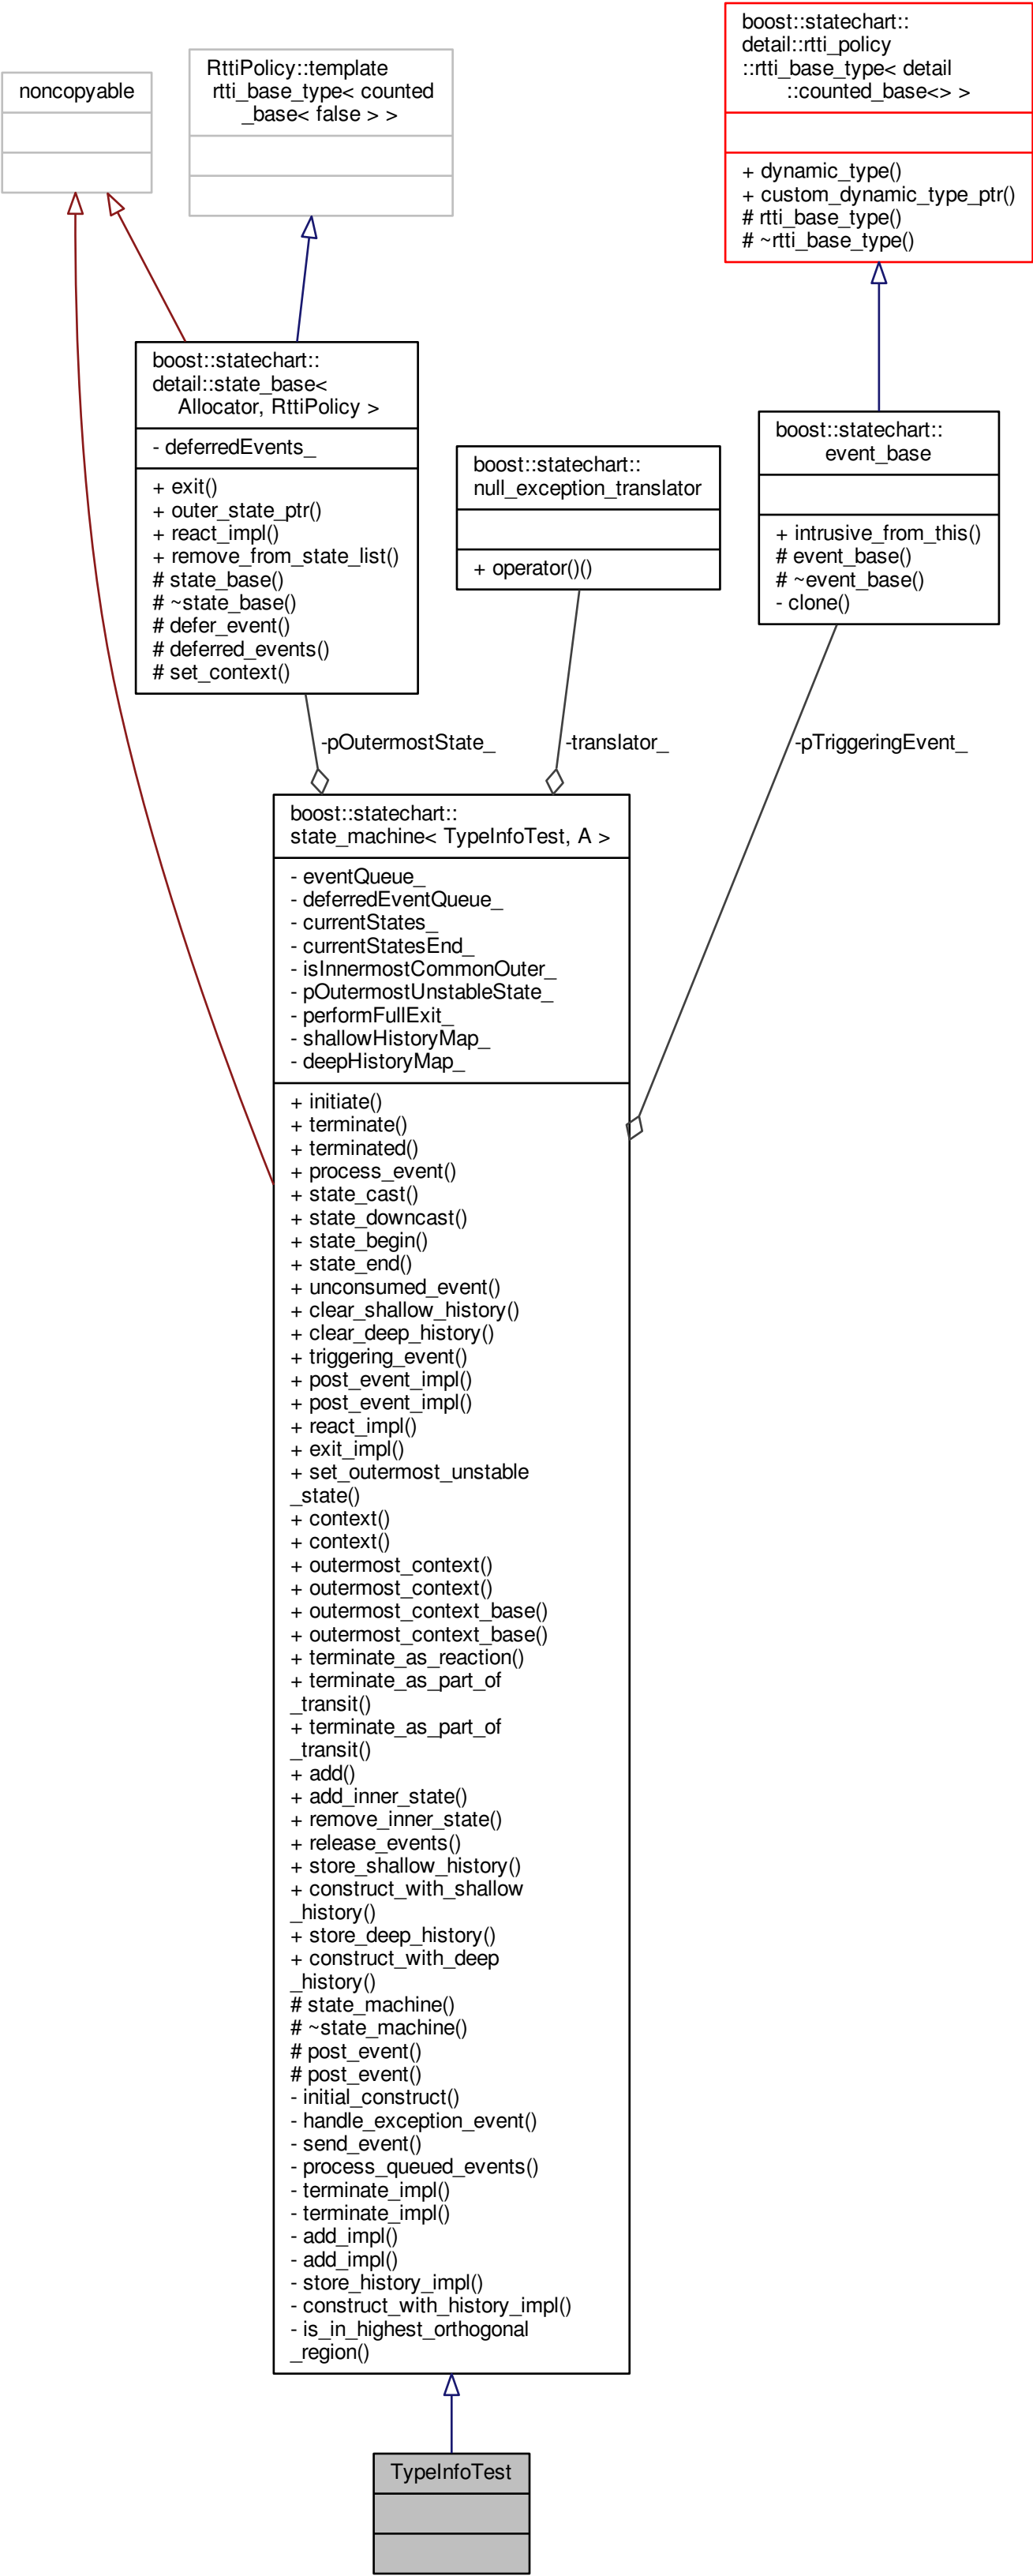 boost::statechart::
detail::rtti_policy
::rtti_base_type< detail
::counted_base<> >
+ dynamic_type()
+ custom_dynamic_type_ptr()
# rtti_base_type()
# ~rtti_base_type()
RttiPolicy::template
rtti_base_type< counted
_base< false > >
noncopyable
boost::statechart::
detail::state_base<
Allocator, RttiPolicy >
- deferredEvents_
+ exit()
+ outer_state_ptr()
+ react_impl()
+ remove_from_state_list()
# state_base()
# ~state_base()
# defer_event()
# deferred_events()
# set_context()
boost::statechart::
null_exception_translator
+ operator()()
boost::statechart::
event_base
+ intrusive_from_this()
# event_base()
# ~event_base()
- clone()
-pOutermostState_
-translator_
-pTriggeringEvent_
boost::statechart::
state_machine< TypeInfoTest, A >
- eventQueue_
- deferredEventQueue_
- currentStates_
- currentStatesEnd_
- isInnermostCommonOuter_
- pOutermostUnstableState_
- performFullExit_
- shallowHistoryMap_
- deepHistoryMap_
+ initiate()
+ terminate()
+ terminated()
+ process_event()
+ state_cast()
+ state_downcast()
+ state_begin()
+ state_end()
+ unconsumed_event()
+ clear_shallow_history()
+ clear_deep_history()
+ triggering_event()
+ post_event_impl()
+ post_event_impl()
+ react_impl()
+ exit_impl()
+ set_outermost_unstable
_state()
+ context()
+ context()
+ outermost_context()
+ outermost_context()
+ outermost_context_base()
+ outermost_context_base()
+ terminate_as_reaction()
+ terminate_as_part_of
_transit()
+ terminate_as_part_of
_transit()
+ add()
+ add_inner_state()
+ remove_inner_state()
+ release_events()
+ store_shallow_history()
+ construct_with_shallow
_history()
+ store_deep_history()
+ construct_with_deep
_history()
# state_machine()
# ~state_machine()
# post_event()
# post_event()
- initial_construct()
- handle_exception_event()
- send_event()
- process_queued_events()
- terminate_impl()
- terminate_impl()
- add_impl()
- add_impl()
- store_history_impl()
- construct_with_history_impl()
- is_in_highest_orthogonal
_region()
TypeInfoTest